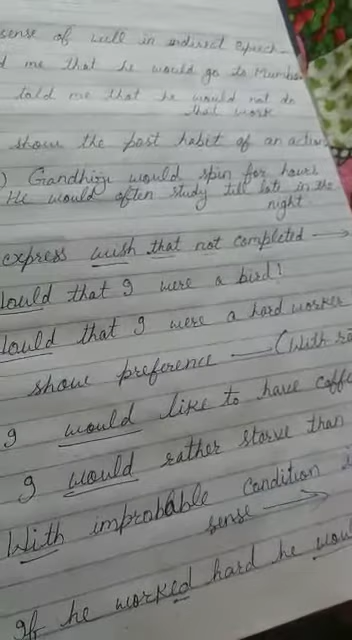 sense of will in indirect speech
me that he would go to Mumbai
told me that he would not do
that work
show the past habit of an action
) Gandhiji would spin for hours
He would often study till late in the
night
express wish that not completed →
Would that I were a bird!
Would that I were a hard worker
show preference — (with
I would like to have coffe
I would rather starve than
With improbable condition
sense →
If he worked hard he wou